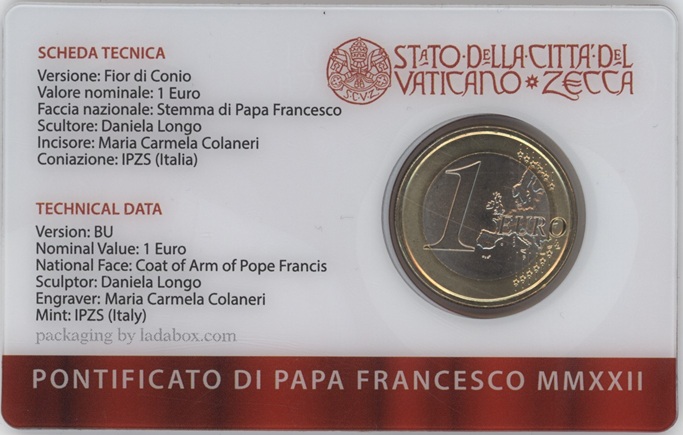 SCHEDA TECNICA
Versione: Fior di Conio
Valore nominale: 1 Euro
Faccia nazionale: Stemma di Papa Francesco
Scultore: Daniela Longo
Incisore: Maria Carmela Colaneri
Coniazione: IPZS (Italia)
TECHNICAL DATA
Version: BU
Nominal Value: 1 Euro
National Face: Coat of Arm of Pope Francis
Sculptor: Daniela Longo
Engraver: Maria Carmela Colaneri
Mint: IPZS (Italy)
packaging by ladabox.com
S·C·V·Z
STATO·DELLA·CITTA'·DEL
VATICANO * ZECCA
1 EURO
PONTIFICATO DI PAPA FRANCESCO MMXXII